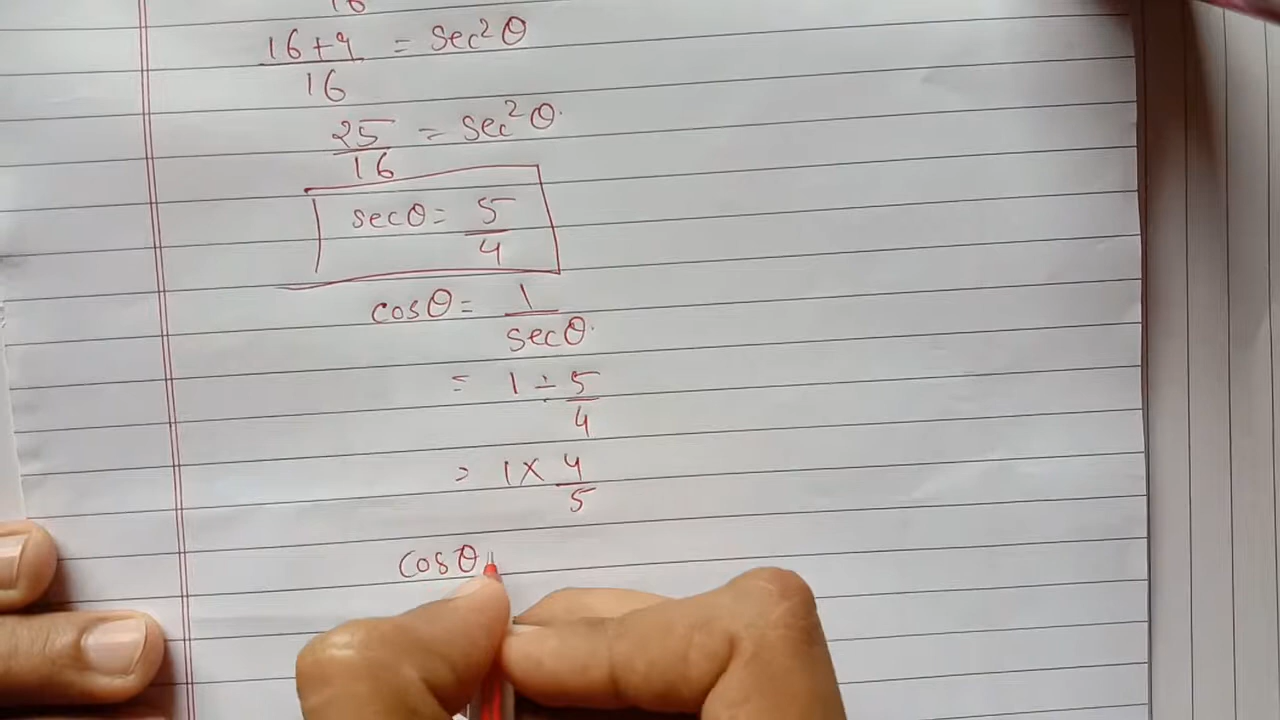 16
16+9/16 = sec²θ
25/16 = sec²θ
secθ = 5/4
cosθ = 1/secθ
= 1 ÷ 5/4
= 1 × 4/5
cosθ